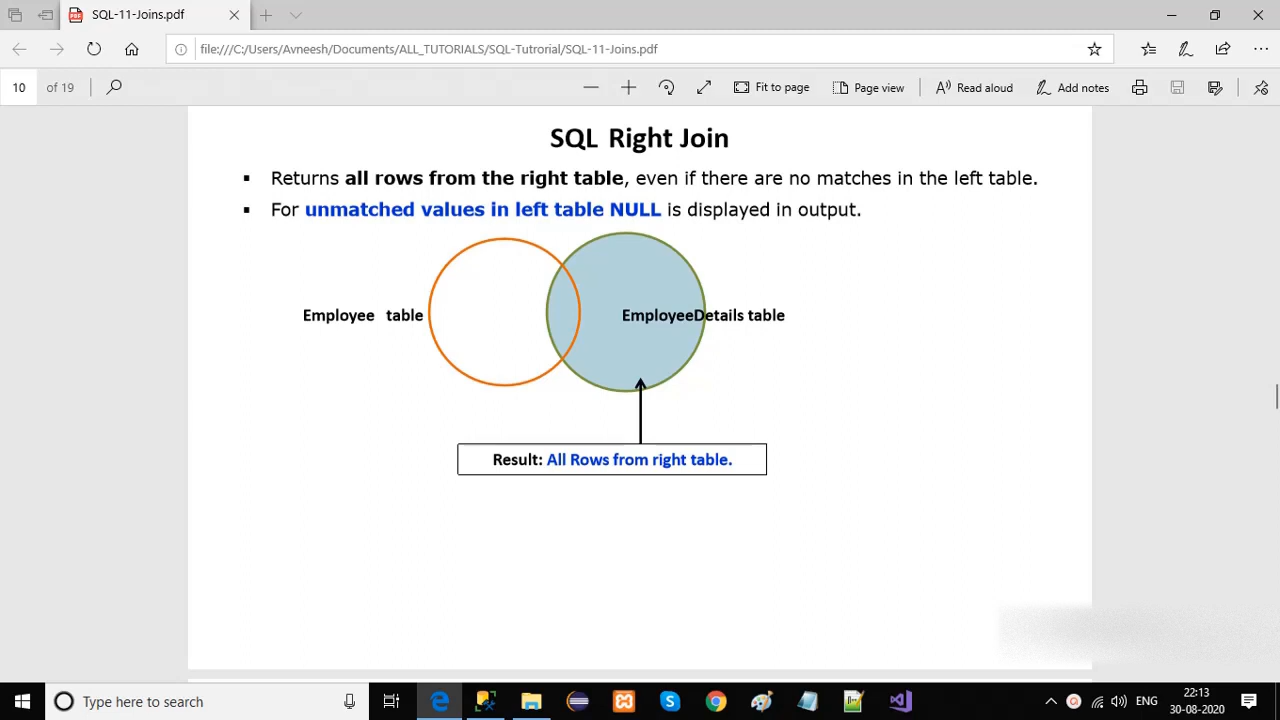 SQL-11-Joins.pdf
file:///C:/Users/Avneesh/Documents/ALL_TUTORIALS/SQL-Tutrorial/SQL-11-Joins.pdf
10 of 19
Fit to page
Page view
Read aloud
Add notes
SQL Right Join
▪ Returns all rows from the right table, even if there are no matches in the left table.
▪ For unmatched values in left table NULL is displayed in output.
Employee table
EmployeeDetails table
Result: All Rows from right table.
Type here to search
ENG
22:13
30-08-2020